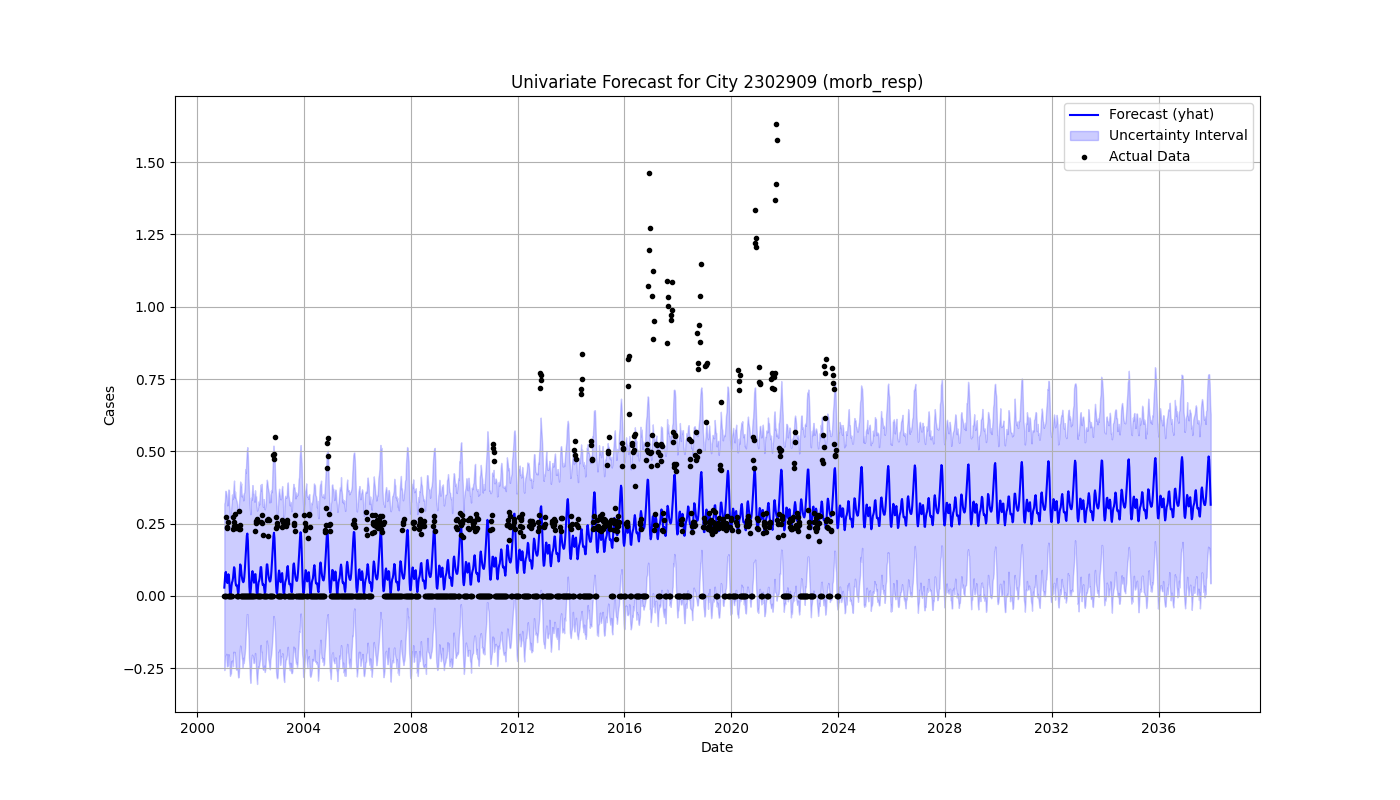 Univariate Forecast for City 2302909 (morb_resp)
Forecast (yhat)
Uncertainty Interval
Actual Data
1.50
1.25
1.00
0.75
0.50
0.25
0.00
−0.25
Cases
2000 2004 2008 2012 2016 2020 2024 2028 2032 2036
Date